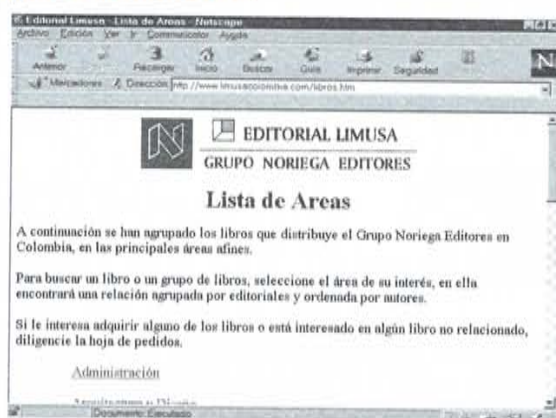 Editorial Limusa - Lista de Areas - Netscape
Archivo Edición Ver Ir Communicator Ayuda
Anterior Recargar Inicio Buscar Guía Imprimir Seguridad
Marcadores Dirección http://www.limusacolombia.com/libros.htm
EDITORIAL LIMUSA
GRUPO NORIEGA EDITORES
Lista de Areas
A continuación se han agrupado los libros que distribuye el Grupo Noriega Editores en
Colombia, en las principales áreas afines.
Para buscar un libro o un grupo de libros, seleccione el área de su interés, en ella
encontrará una relación agrupada por editoriales y ordenada por autores.
Si le interesa adquirir alguno de los libros o está interesado en algún libro no relacionado,
diligencie la hoja de pedidos.
Administración
Documento: Ejecutado